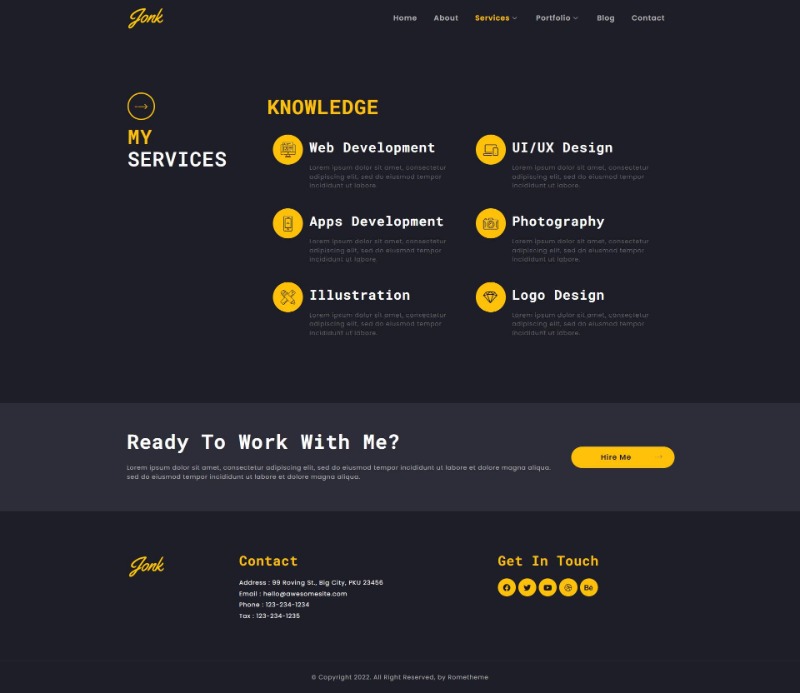 Jonk
Home About Services Portfolio Blog Contact
MY
SERVICES
KNOWLEDGE
Web Development
Lorem ipsum dolor sit amet, consectetur
adipiscing elit, sed do eiusmod tempor
incididunt ut labore
UI/UX Design
Lorem ipsum dolor sit amet, consectetur
adipiscing elit, sed do eiusmod tempor
incididunt ut labore.
Apps Development
Lorem ipsum dolor sit amet, consectetur
adipiscing elit, sed do eiusmod tempor
incididunt ut labore.
Photography
Lorem ipsum dolor sit amet, consectetur
adipiscing elit, sed do eiusmod tempor
incididunt ut labore.
Illustration
Lorem ipsum dolor sit amet, consectetur
adipiscing elit, sed do eiusmod tempor
incididunt ut labore.
Logo Design
Lorem ipsum dolor sit amet, consectetur
adipiscing elit, sed do eiusmod tempor
incididunt ut labore.
Ready To Work With Me?
Lorem ipsum dolor sit amet, consectetur adipiscing elit, sed do eiusmod tempor incididunt ut labore et dolore magna aliqua.
sed do eiusmod tempor incididunt ut labore et dolore magna aliqua.
Hire Me
Jonk
Contact
Address : 99 Roving St., Big City, PKU 23456
Email : hello@awesomesite.com
Phone : 123-234-1234
Tax : 123-234-1235
Get In Touch
Bē
© Copyright 2022. All Right Reserved, by Rometheme